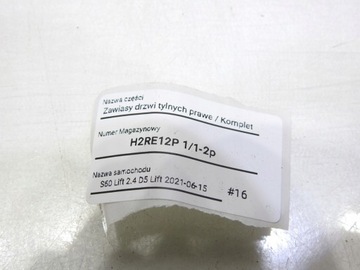 Nazwa części
Zawiasy drzwi tylnych prawe / Komplet
Numer Magazynowy
H2RE12P 1/1-2p
Nazwa samochodu
S60 Lift 2.4 D5 Lift 2021-06-15
#16